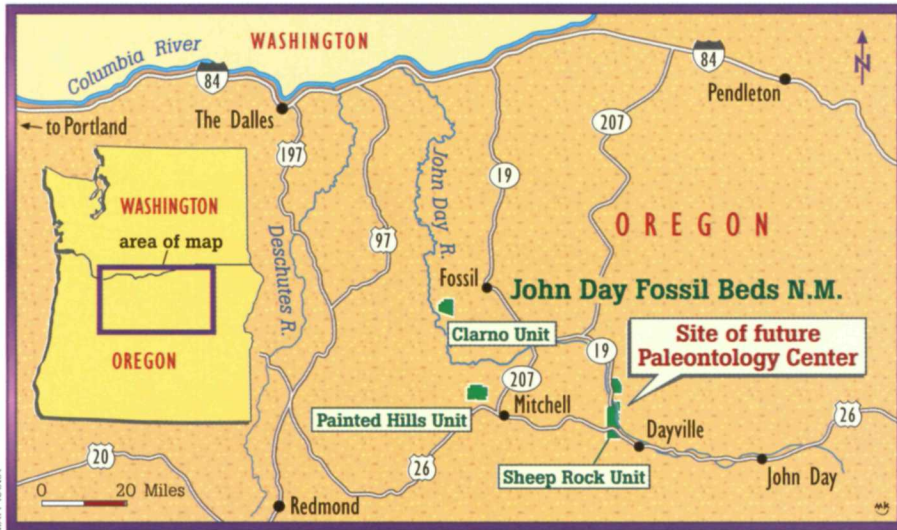 WASHINGTON
Columbia River
84
84
N
Pendleton
The Dalles
← to Portland
207
197
19
John Day R.
WASHINGTON
area of map
OREGON
Deschutes R.
97
OREGON
Fossil
John Day Fossil Beds N.M.
Clarno Unit
Site of future
Paleontology Center
19
207
Mitchell
Painted Hills Unit
26
Dayville
20
26
Sheep Rock Unit
John Day
0 20 Miles
Redmond